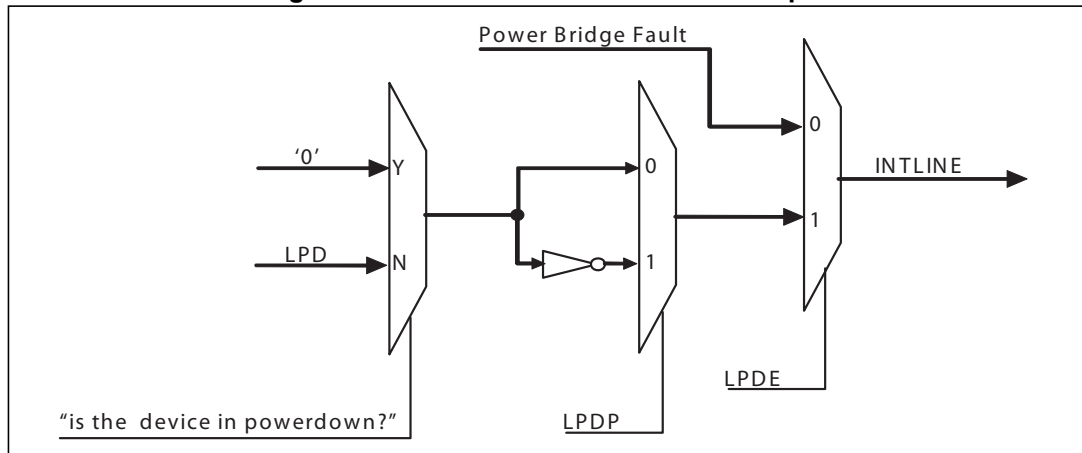 Power Bridge Fault
0
'0'
Y
0
INTLINE
1
LPD
N
1
LPDE
"is the device in powerdown?"
LPDP